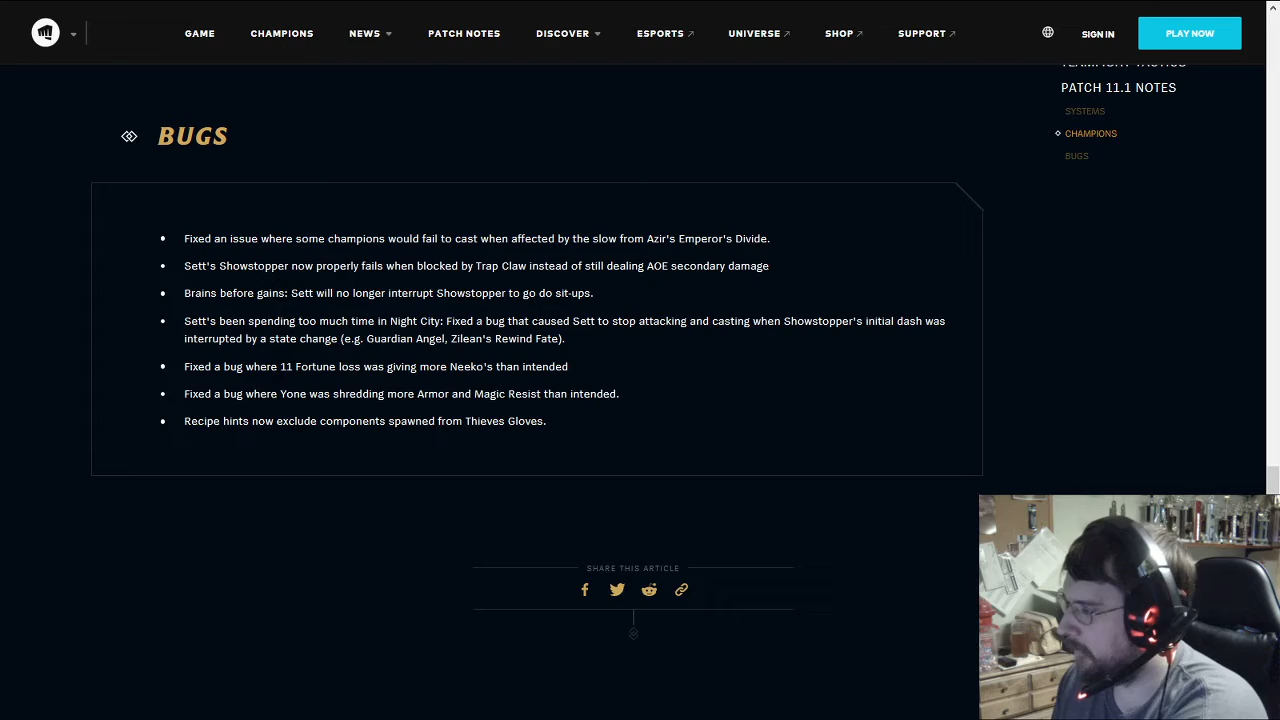 GAME CHAMPIONS NEWS PATCH NOTES DISCOVER ESPORTS UNIVERSE SHOP SUPPORT SIGN IN PLAY NOW
TEAMFIGHT TACTICS
PATCH 11.1 NOTES
SYSTEMS
CHAMPIONS
BUGS
BUGS
Fixed an issue where some champions would fail to cast when affected by the slow from Azir's Emperor's Divide.
Sett's Showstopper now properly fails when blocked by Trap Claw instead of still dealing AOE secondary damage
Brains before gains: Sett will no longer interrupt Showstopper to go do sit-ups.
Sett's been spending too much time in Night City: Fixed a bug that caused Sett to stop attacking and casting when Showstopper's initial dash was
interrupted by a state change (e.g. Guardian Angel, Zilean's Rewind Fate).
Fixed a bug where 11 Fortune loss was giving more Neeko's than intended
Fixed a bug where Yone was shredding more Armor and Magic Resist than intended.
Recipe hints now exclude components spawned from Thieves Gloves.
SHARE THIS ARTICLE